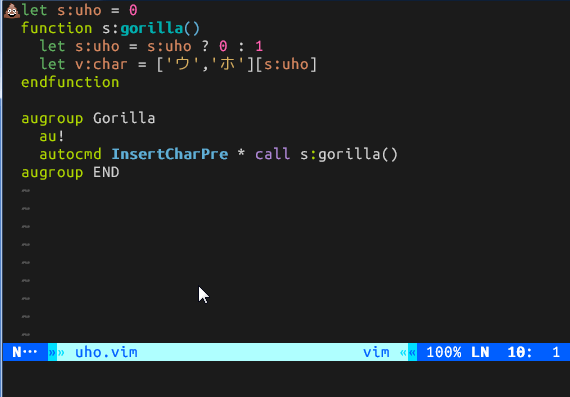 💩let s:uho = 0
function s:gorilla()
  let s:uho = s:uho ? 0 : 1
  let v:char = ['ウ','ホ'][s:uho]
endfunction

augroup Gorilla
  au!
  autocmd InsertCharPre * call s:gorilla()
augroup END
~
~
~
~
~
~
~
~
~
N… »» uho.vim vim «« 100% LN 10: 1